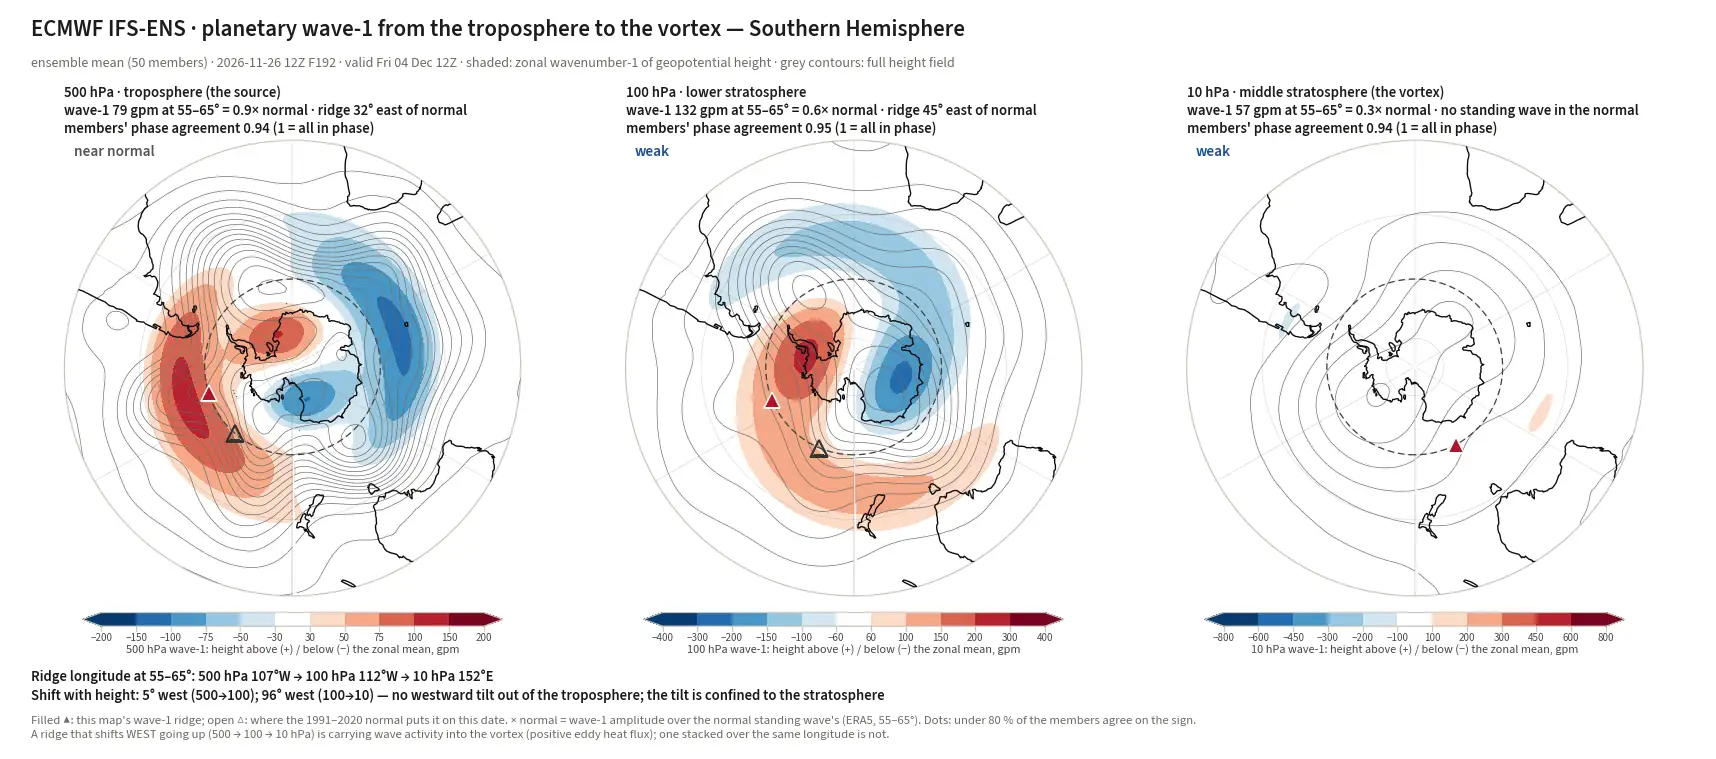 ECMWF IFS-ENS · planetary wave-1 from the troposphere to the vortex — Southern Hemisphere
ensemble mean (50 members) · 2026-11-26 12Z F192 · valid Fri 04 Dec 12Z · shaded: zonal wavenumber-1 of geopotential height · grey contours: full height field
500 hPa · troposphere (the source)
wave-1 79 gpm at 55–65° = 0.9× normal · ridge 32° east of normal
members' phase agreement 0.94 (1 = all in phase)
near normal
100 hPa · lower stratosphere
wave-1 132 gpm at 55–65° = 0.6× normal · ridge 45° east of normal
members' phase agreement 0.95 (1 = all in phase)
weak
10 hPa · middle stratosphere (the vortex)
wave-1 57 gpm at 55–65° = 0.3× normal · no standing wave in the normal
members' phase agreement 0.94 (1 = all in phase)
weak
−200 −150 −100 −75 −50 −30 30 50 75 100 150 200
500 hPa wave-1: height above (+) / below (−) the zonal mean, gpm
−400 −300 −200 −150 −100 −60 60 100 150 200 300 400
100 hPa wave-1: height above (+) / below (−) the zonal mean, gpm
−800 −600 −450 −300 −200 −100 100 200 300 450 600 800
10 hPa wave-1: height above (+) / below (−) the zonal mean, gpm
Ridge longitude at 55–65°: 500 hPa 107°W → 100 hPa 112°W → 10 hPa 152°E
Shift with height: 5° west (500→100); 96° west (100→10) — no westward tilt out of the troposphere; the tilt is confined to the stratosphere
Filled ▲: this map's wave-1 ridge; open △: where the 1991–2020 normal puts it on this date. × normal = wave-1 amplitude over the normal standing wave's (ERA5, 55–65°). Dots: under 80 % of the members agree on the sign.
A ridge that shifts WEST going up (500 → 100 → 10 hPa) is carrying wave activity into the vortex (positive eddy heat flux); one stacked over the same longitude is not.